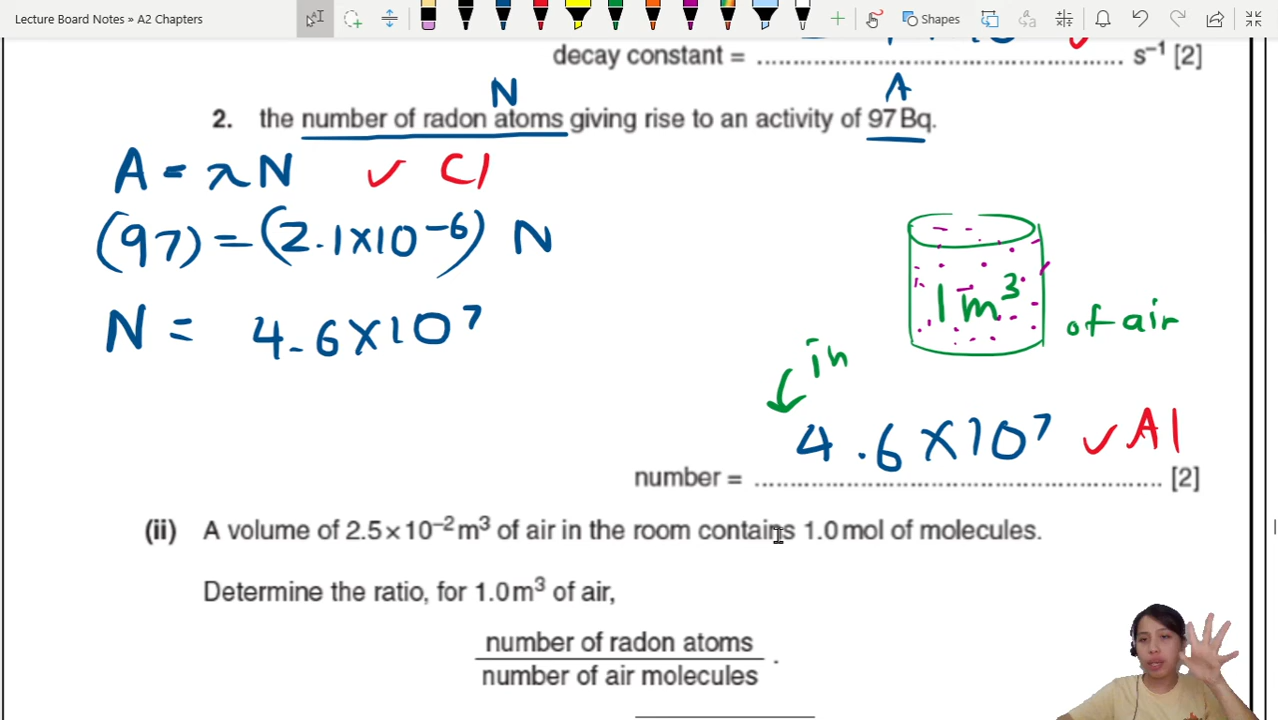 Lecture Board Notes » A2 Chapters
Shapes
decay constant = ............................................................ s⁻¹ [2]
N
A
2. the number of radon atoms giving rise to an activity of 97 Bq.
A = λN ✓ C1
(97) = (2.1×10⁻⁶) N
N = 4.6×10⁷
1m³
of air
in
4.6×10⁷ ✓ A1
number = ............................................................ [2]
(ii) A volume of 2.5×10⁻² m³ of air in the room contains 1.0 mol of molecules.
Determine the ratio, for 1.0 m³ of air,
number of radon atoms
number of air molecules .